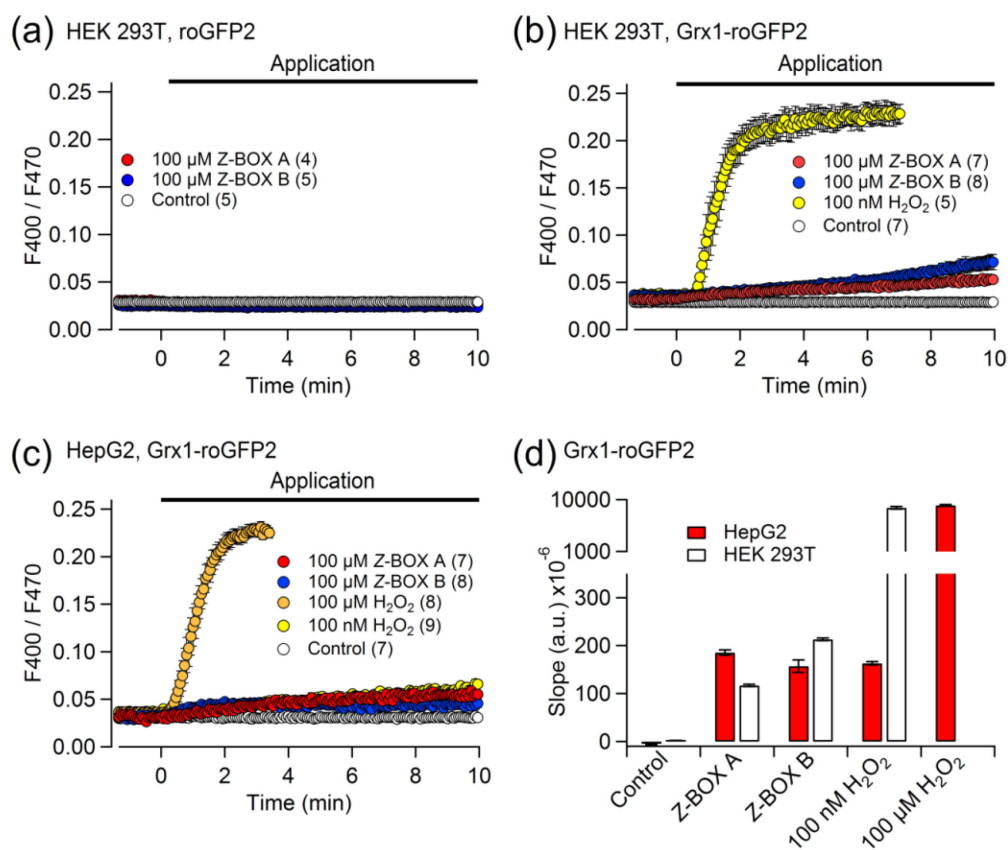 (a) HEK 293T, roGFP2
Application
0.25
0.20
0.15
0.10
0.05
0.00
F400 / F470
100 µM Z-BOX A (4)
100 µM Z-BOX B (5)
Control (5)
0 2 4 6 8 10
Time (min)
(b) HEK 293T, Grx1-roGFP2
Application
0.25
0.20
0.15
0.10
0.05
0.00
F400 / F470
100 µM Z-BOX A (7)
100 µM Z-BOX B (8)
100 nM H₂O₂ (5)
Control (7)
0 2 4 6 8 10
Time (min)
(c) HepG2, Grx1-roGFP2
Application
0.25
0.20
0.15
0.10
0.05
0.00
F400 / F470
100 µM Z-BOX A (7)
100 µM Z-BOX B (8)
100 µM H₂O₂ (8)
100 nM H₂O₂ (9)
Control (7)
0 2 4 6 8 10
Time (min)
(d) Grx1-roGFP2
10000
1000
300
200
100
0
Slope (a.u.) x10⁻⁶
HepG2
HEK 293T
Control
Z-BOX A
Z-BOX B
100 nM H₂O₂
100 µM H₂O₂